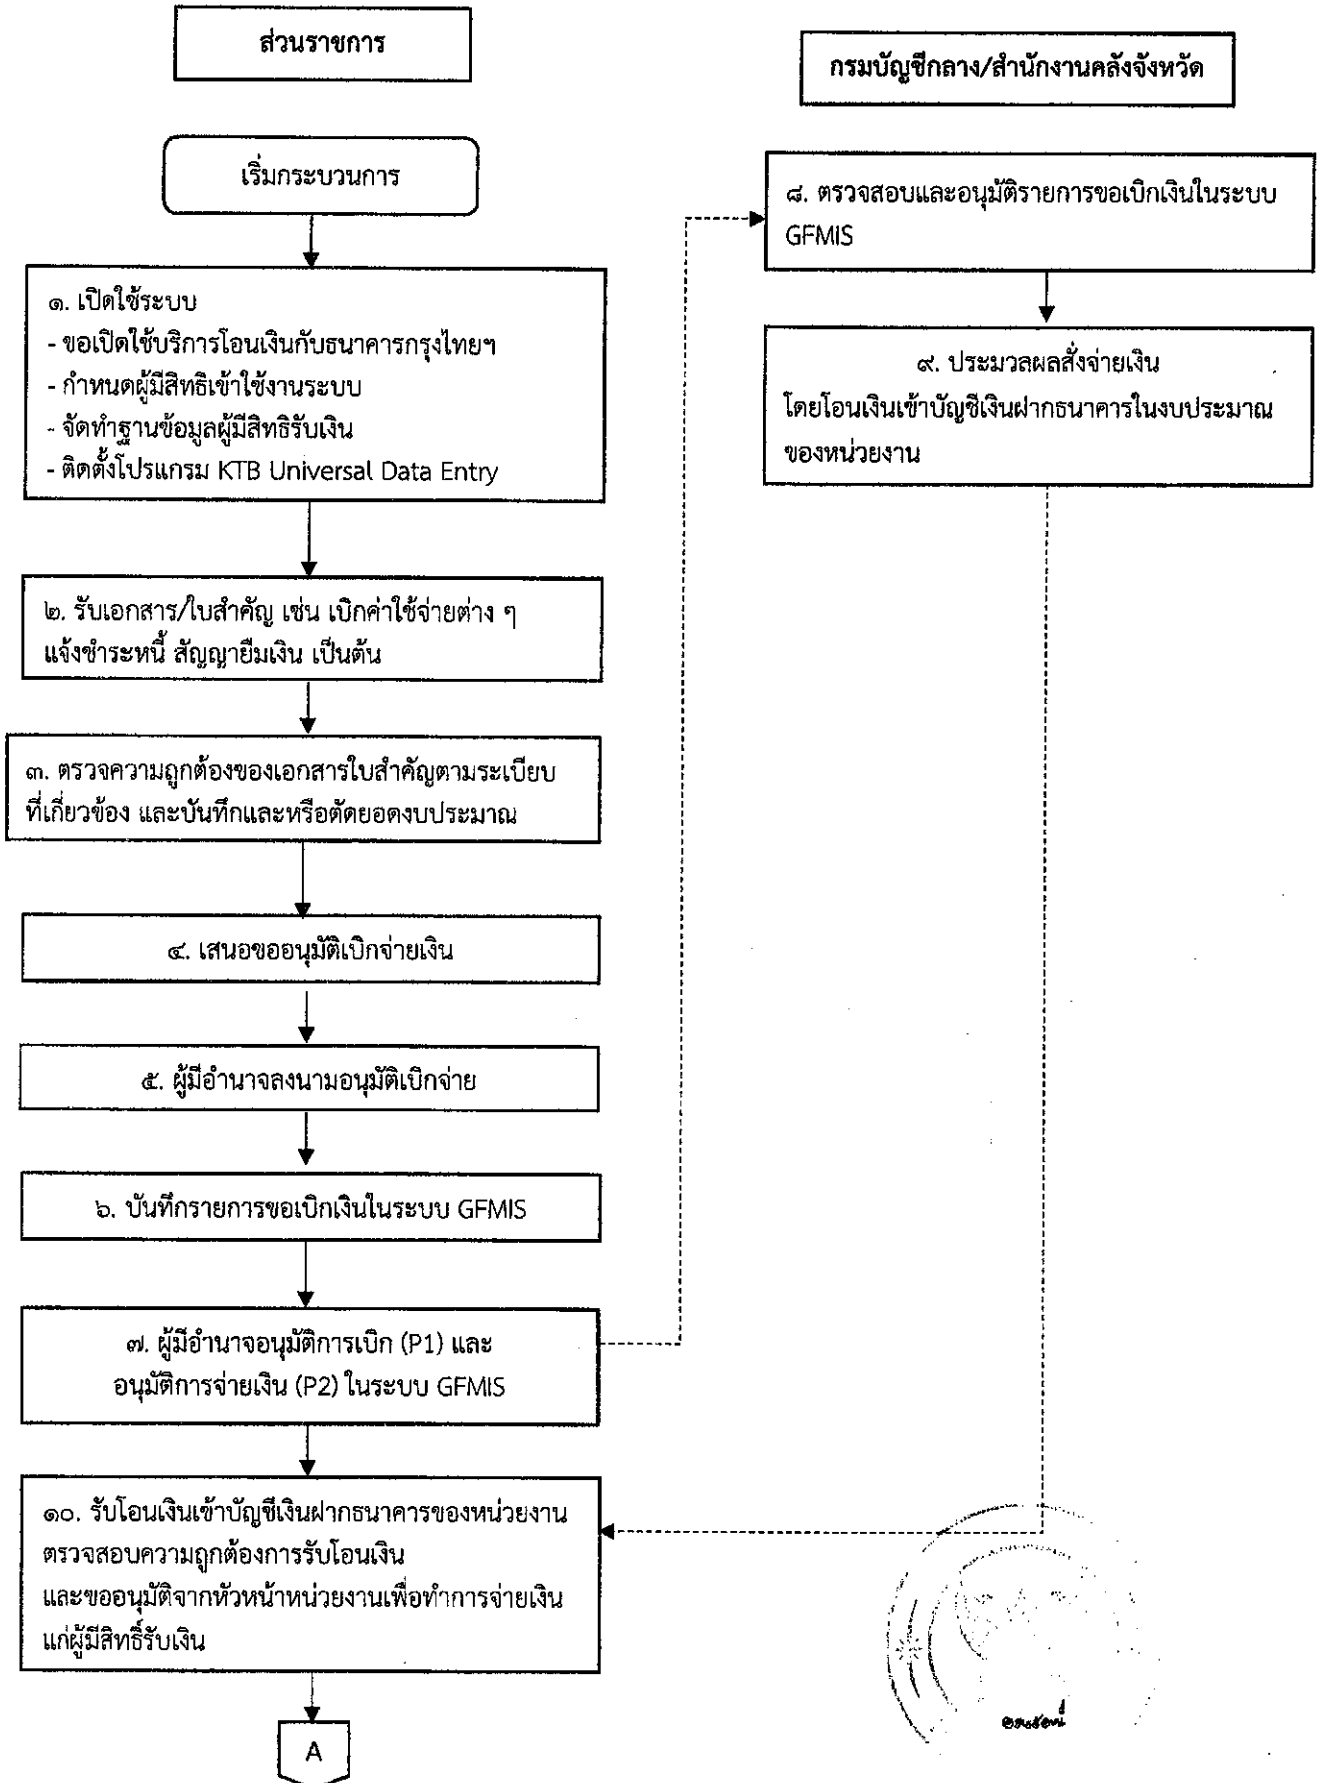 ส่วนราชการ
เริ่มกระบวนการ
๑. เปิดใช้ระบบ
- ขอเปิดใช้บริการโอนเงินกับธนาคารกรุงไทยฯ
- กำหนดผู้มีสิทธิเข้าใช้งานระบบ
- จัดทำฐานข้อมูลผู้มีสิทธิรับเงิน
- ติดตั้งโปรแกรม KTB Universal Data Entry
๒. รับเอกสาร/ใบสำคัญ เช่น เบิกค่าใช้จ่ายต่าง ๆ
แจ้งชำระหนี้ สัญญายืมเงิน เป็นต้น
๓. ตรวจความถูกต้องของเอกสารใบสำคัญตามระเบียบ
ที่เกี่ยวข้อง และบันทึกและหรือตัดยอดงบประมาณ
๔. เสนอขออนุมัติเบิกจ่ายเงิน
๕. ผู้มีอำนาจลงนามอนุมัติเบิกจ่าย
๖. บันทึกรายการขอเบิกเงินในระบบ GFMIS
๗. ผู้มีอำนาจอนุมัติการเบิก (P1) และ
อนุมัติการจ่ายเงิน (P2) ในระบบ GFMIS
กรมบัญชีกลาง/สำนักงานคลังจังหวัด
๘. ตรวจสอบและอนุมัติรายการขอเบิกเงินในระบบ
GFMIS
๙. ประมวลผลสั่งจ่ายเงิน
โดยโอนเงินเข้าบัญชีเงินฝากธนาคารในงบประมาณ
ของหน่วยงาน
๑๐. รับโอนเงินเข้าบัญชีเงินฝากธนาคารของหน่วยงาน
ตรวจสอบความถูกต้องการรับโอนเงิน
และขออนุมัติจากหัวหน้าหน่วยงานเพื่อทำการจ่ายเงิน
แก่ผู้มีสิทธิ์รับเงิน
A